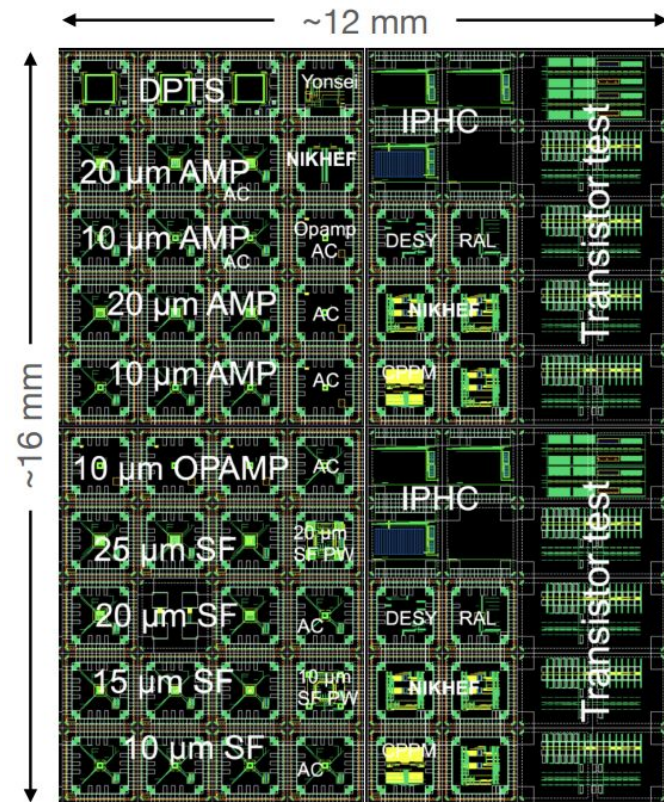 ~12 mm
~16 mm
DPTS
Yonsei
IPHC
Transistor test
20 µm AMP
AC
NIKHEF
10 µm AMP
AC
Opamp
AC
DESY
RAL
20 µm AMP
AC
NIKHEF
10 µm AMP
AC
CPPM
10 µm OPAMP
AC
IPHC
Transistor test
25 µm SF
20 µm
SF PW
20 µm SF
AC
DESY
RAL
15 µm SF
10 µm
SF PW
NIKHEF
10 µm SF
AC
CPPM